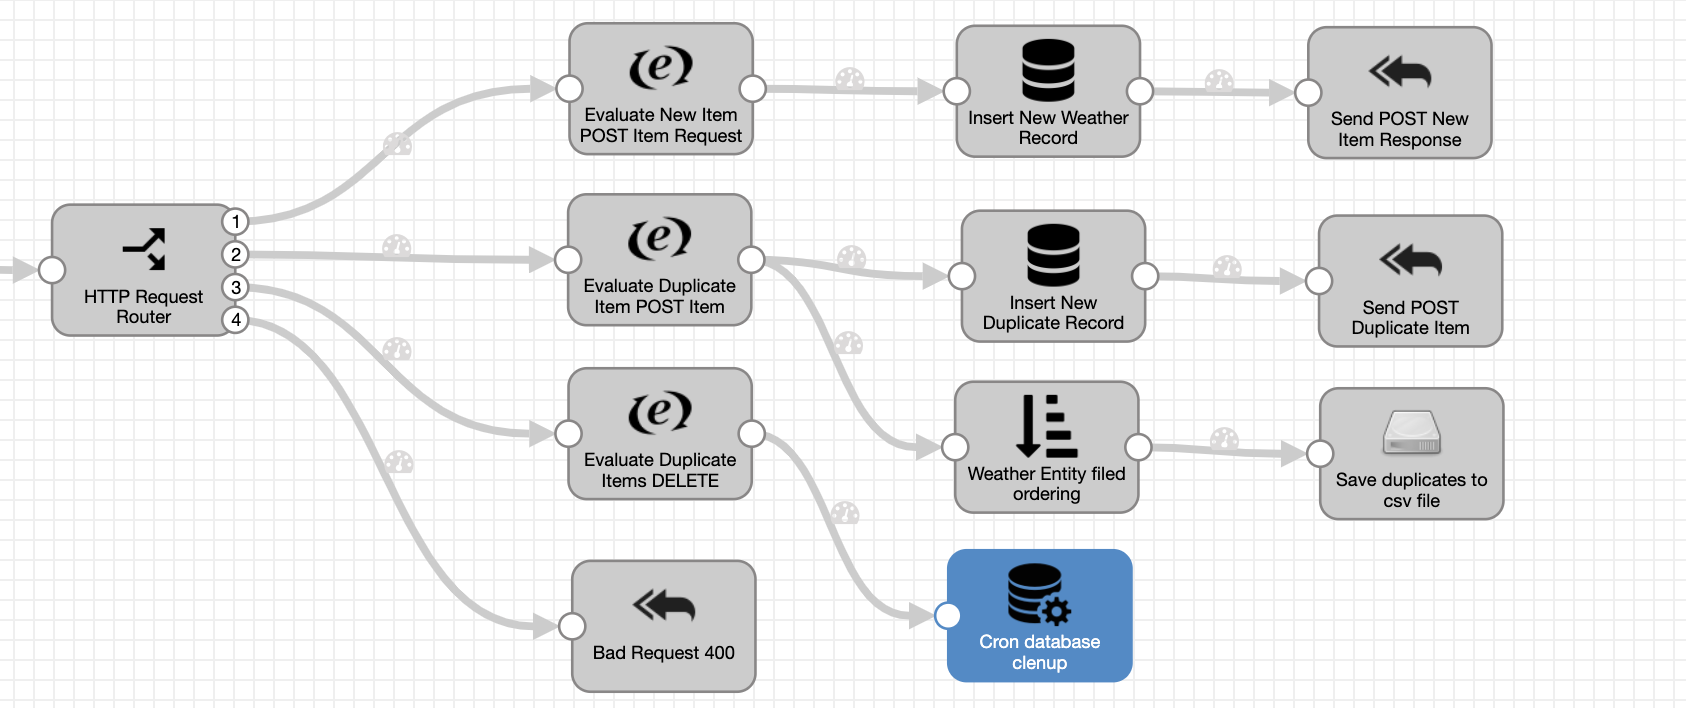 Evaluate New Item
POST Item Request
Insert New Weather
Record
Send POST New
Item Response
HTTP Request
Router
1
2
3
4
Evaluate Duplicate
Item POST Item
Insert New
Duplicate Record
Send POST
Duplicate Item
Evaluate Duplicate
Items DELETE
Weather Entity filed
ordering
Save duplicates to
csv file
Bad Request 400
Cron database
clenup